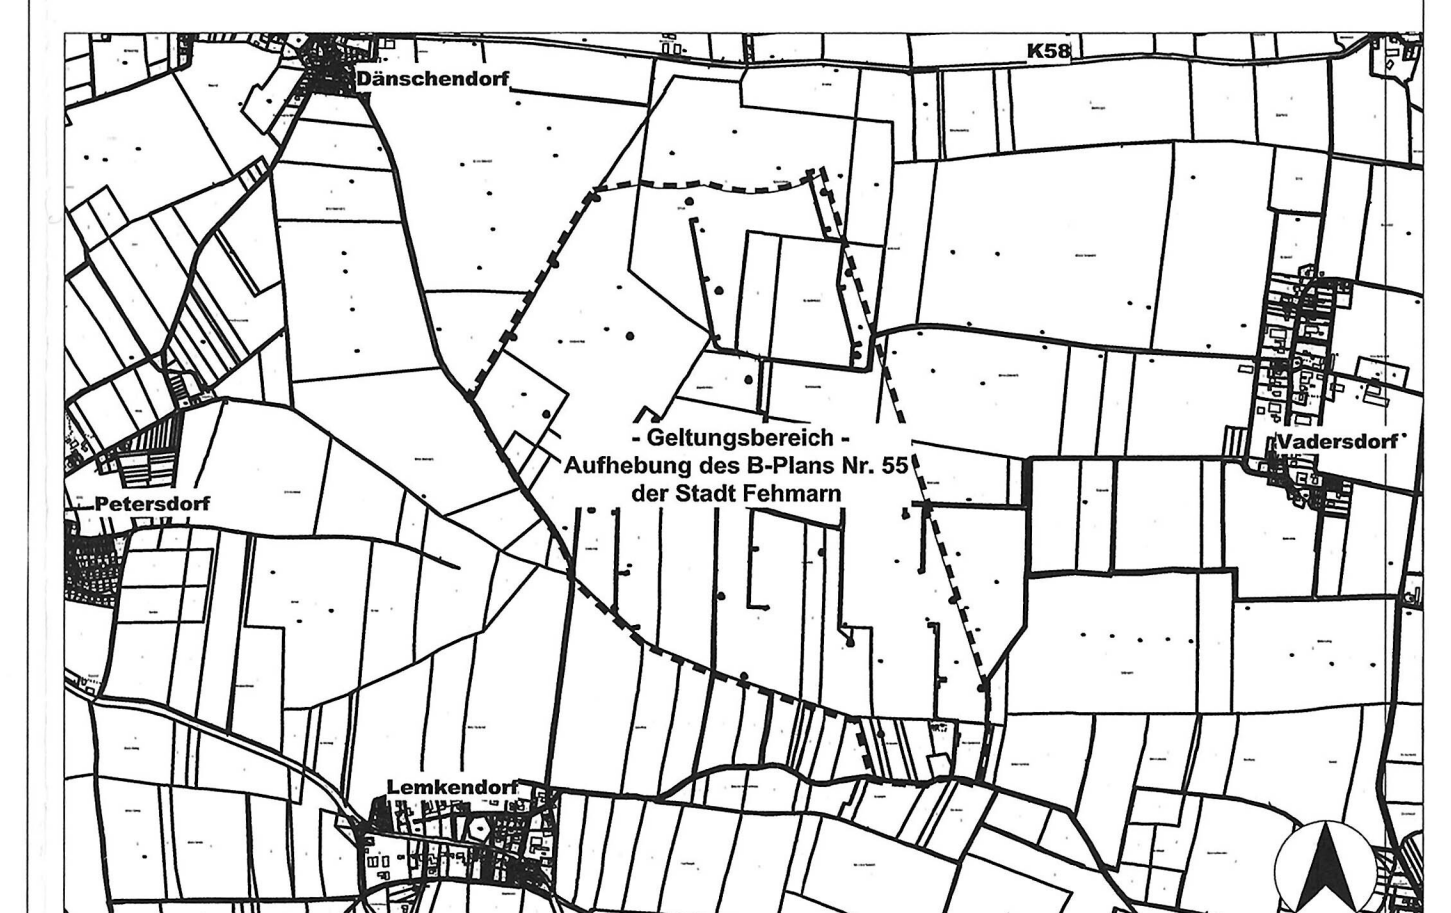 K58
Dänschendorf
- Geltungsbereich -
Aufhebung des B-Plans Nr. 55
der Stadt Fehmarn
Vadersdorf
Petersdorf
Lemkendorf